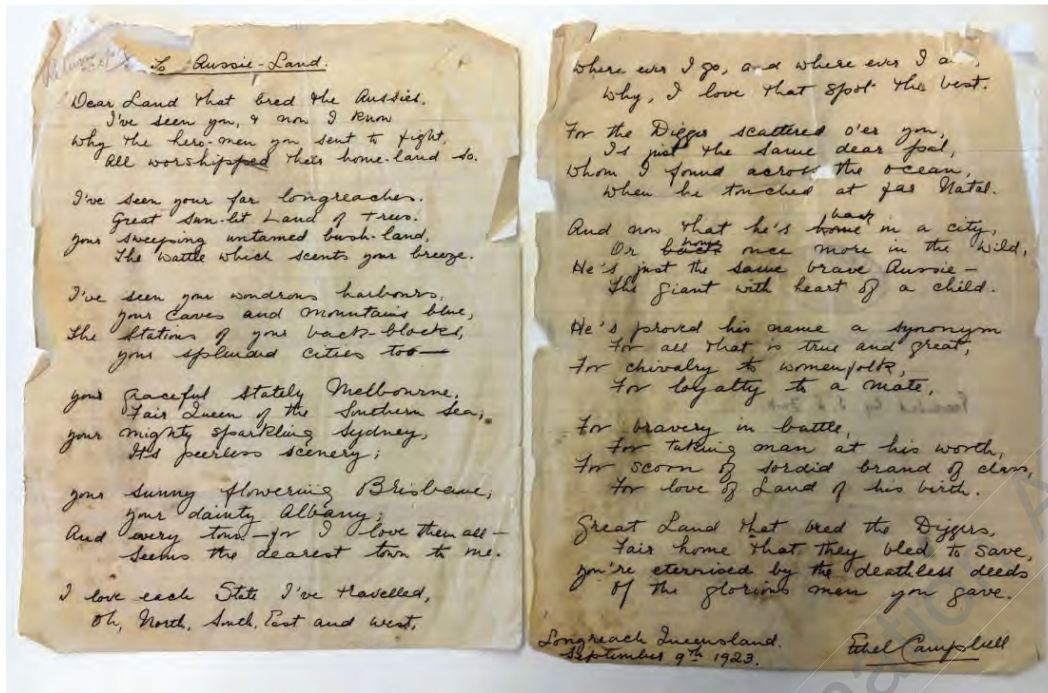 To Aussie-Land.
Dear Land that bred the Aussies.
I've seen you, & now I know
Why the hero-men you sent to fight,
All worshipped their home-land so.
I've seen your far longreaches.
Great sun-lit Land of trees.
Your sweeping untamed bush-land,
The wattle which scents your breeze.
I've seen your wondrous harbours,
Your caves and mountains blue,
The stations of your back-blocks,
Your splendid cities too—
Your graceful stately Melbourne,
Fair Queen of the Southern Sea;
Your mighty sparkling Sydney,
Its peerless scenery;
Your sunny flowering Brisbane;
Your dainty Albany;
And every town—for I love them all—
Seems the dearest town to me.
I love each State I've travelled,
Oh, North, South, East and West,
Where ever I go, and where ever I a
Why, I love that spot the best.
For the Digger scattered o'er you,
Is just the same dear pal,
Whom I found across the ocean,
When he touched at far Natal.
And now that he's home back in a city,
Or back home once more in the wild,
He's just the same brave Aussie—
The giant with heart of a child.
He's proved his name a synonym
For all that is true and great,
For chivalry to womenfolk,
For loyalty to a mate,
For bravery in battle,
For taking man at his worth,
For scorn of sordid brand of class,
For love of Land of his birth.
Great Land that bred the Diggers,
Fair home that they bled to save,
You're eternised by the deathless deeds
Of the glorious men you gave.
Longreach Queensland.
September 9th 1923.
Ethel Campbell